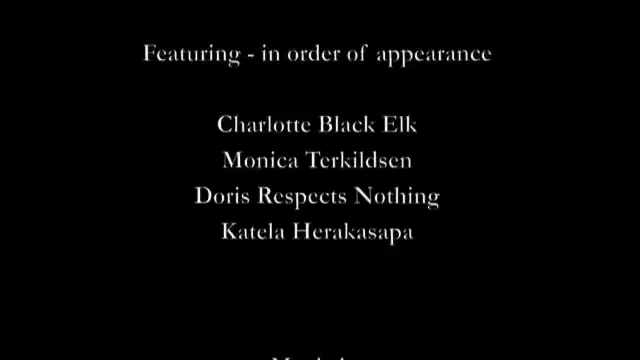 Featuring - in order of appearance
Charlotte Black Elk
Monica Terkildsen
Doris Respects Nothing
Katela Herakasapa